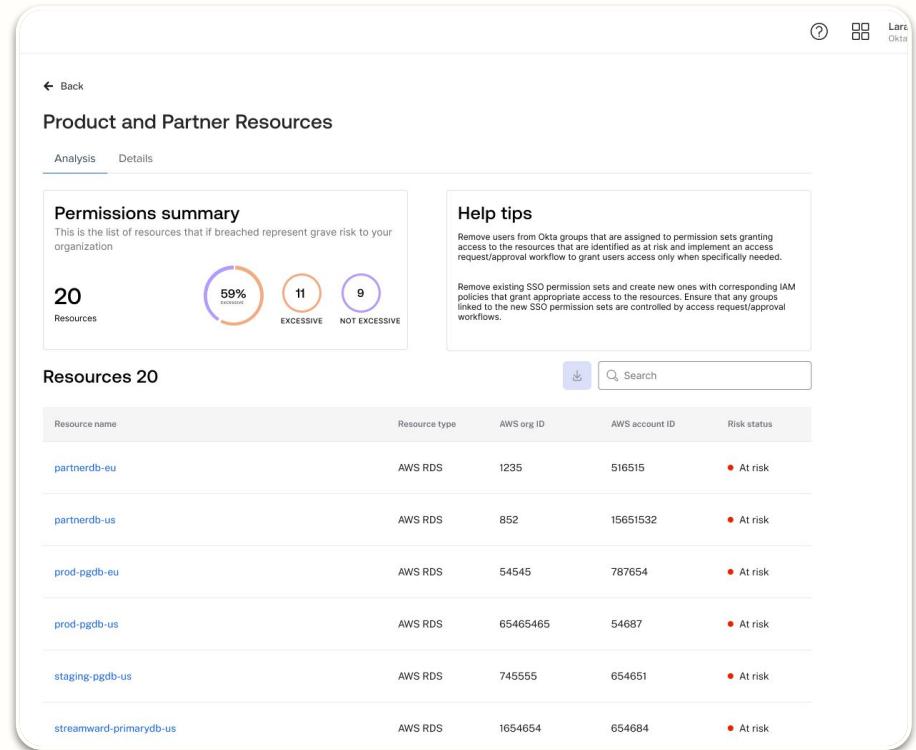 Lara
Okta
Back
Product and Partner Resources
Analysis Details
Permissions summary
This is the list of resources that if breached represent grave risk to your
organization
20
Resources
59%
EXCESSIVE
11
EXCESSIVE
9
NOT EXCESSIVE
Help tips
Remove users from Okta groups that are assigned to permission sets granting
access to the resources that are identified as at risk and implement an access
request/approval workflow to grant users access only when specifically needed.
Remove existing SSO permission sets and create new ones with corresponding IAM
policies that grant appropriate access to the resources. Ensure that any groups
linked to the new SSO permission sets are controlled by access request/approval
workflows.
Resources 20
Search
Resource name Resource type AWS org ID AWS account ID Risk status
partnerdb-eu AWS RDS 1235 516515 At risk
partnerdb-us AWS RDS 852 15651532 At risk
prod-pgdb-eu AWS RDS 54545 787654 At risk
prod-pgdb-us AWS RDS 65465465 54687 At risk
staging-pgdb-us AWS RDS 745555 654651 At risk
streamward-primarydb-us AWS RDS 1654654 654684 At risk